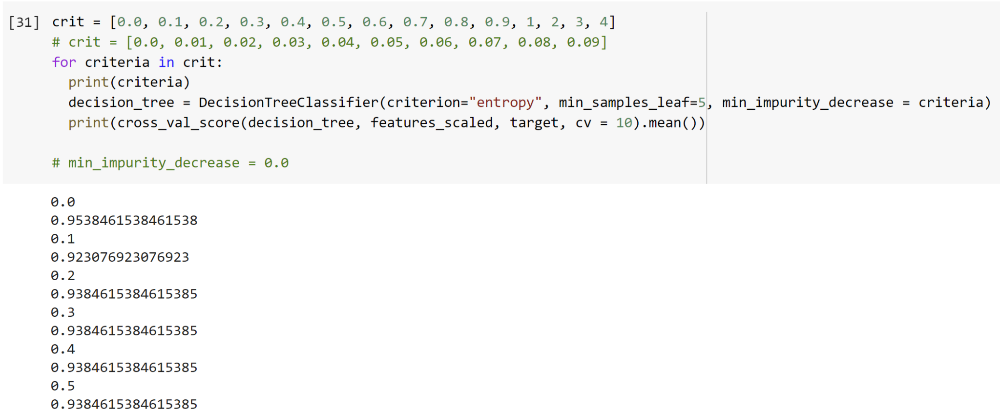 [31] crit = [0.0, 0.1, 0.2, 0.3, 0.4, 0.5, 0.6, 0.7, 0.8, 0.9, 1, 2, 3, 4]
# crit = [0.0, 0.01, 0.02, 0.03, 0.04, 0.05, 0.06, 0.07, 0.08, 0.09]
for criteria in crit:
  print(criteria)
  decision_tree = DecisionTreeClassifier(criterion="entropy", min_samples_leaf=5, min_impurity_decrease = criteria)
  print(cross_val_score(decision_tree, features_scaled, target, cv = 10).mean())
# min_impurity_decrease = 0.0
0.0
0.9538461538461538
0.1
0.923076923076923
0.2
0.9384615384615385
0.3
0.9384615384615385
0.4
0.9384615384615385
0.5
0.9384615384615385